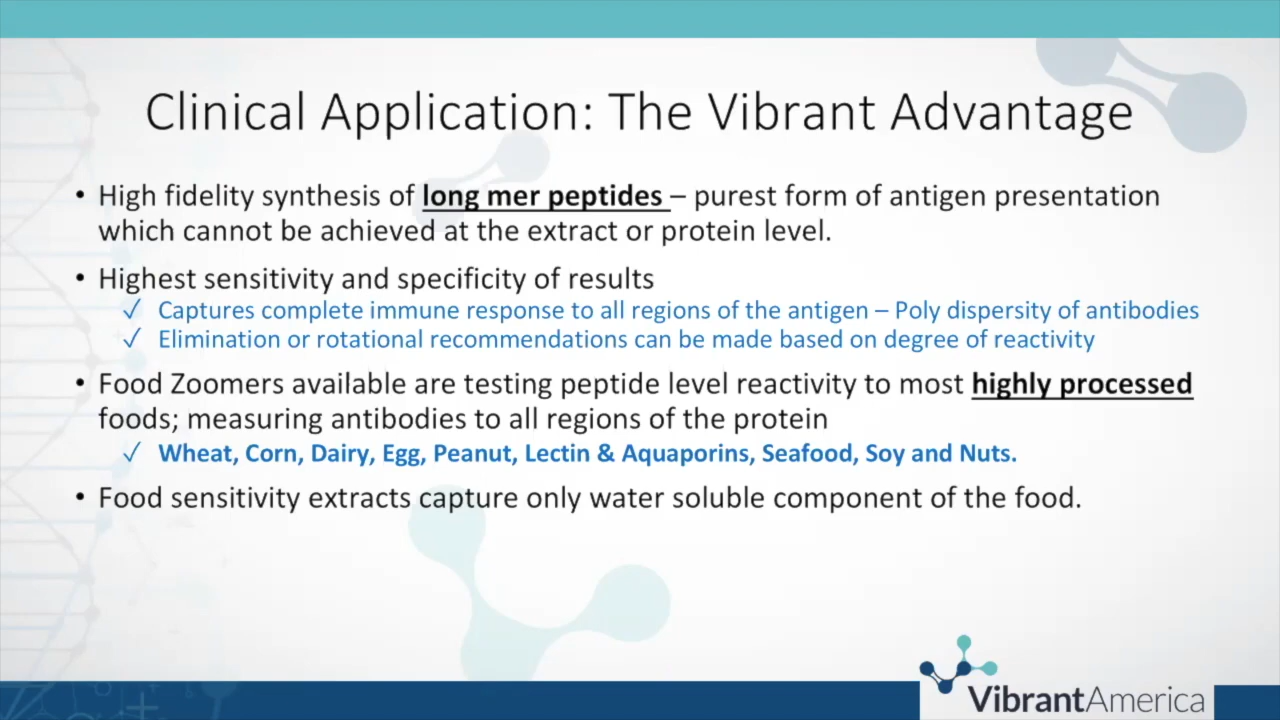 Clinical Application: The Vibrant Advantage
• High fidelity synthesis of long mer peptides – purest form of antigen presentation
which cannot be achieved at the extract or protein level.
• Highest sensitivity and specificity of results
✓ Captures complete immune response to all regions of the antigen – Poly dispersity of antibodies
✓ Elimination or rotational recommendations can be made based on degree of reactivity
• Food Zoomers available are testing peptide level reactivity to most highly processed
foods; measuring antibodies to all regions of the protein
✓ Wheat, Corn, Dairy, Egg, Peanut, Lectin & Aquaporins, Seafood, Soy and Nuts.
• Food sensitivity extracts capture only water soluble component of the food.
VibrantAmerica